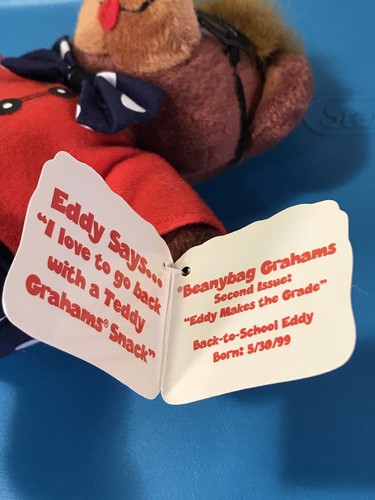 Eddy Says...
"I love to go back
with a Teddy
Grahams® Snack"
®Beanybag Grahams
Second Issue:
"Eddy Makes the Grade"
Back-to-School Eddy
Born: 5/30/99